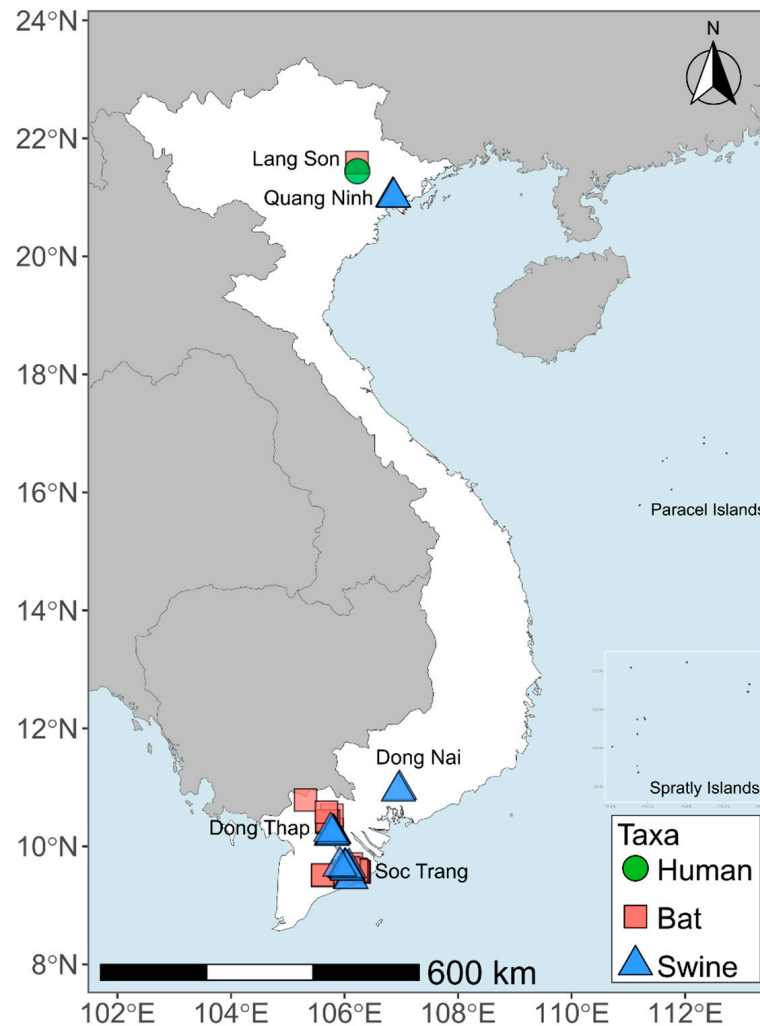 24°N
N
22°N
Lang Son
Quang Ninh
20°N
18°N
16°N
Paracel Islands
14°N
12°N
Dong Nai
Spratly Islands
Dong Thap
10°N
Soc Trang
Taxa
Human
Bat
Swine
8°N
600 km
102°E 104°E 106°E 108°E 110°E 112°E